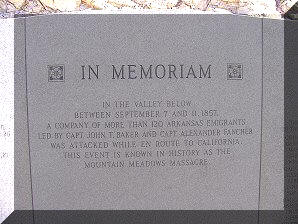 IN MEMORIAM
IN THE VALLEY BELOW
BETWEEN SEPTEMBER 7 AND 11, 1857,
A COMPANY OF MORE THAN 120 ARKANSAS EMIGRANTS
LED BY CAPT. JOHN T. BAKER AND CAPT. ALEXANDER FANCHER
WAS ATTACKED WHILE EN ROUTE TO CALIFORNIA.
THIS EVENT IS KNOWN IN HISTORY AS THE
MOUNTAIN MEADOWS MASSACRE.